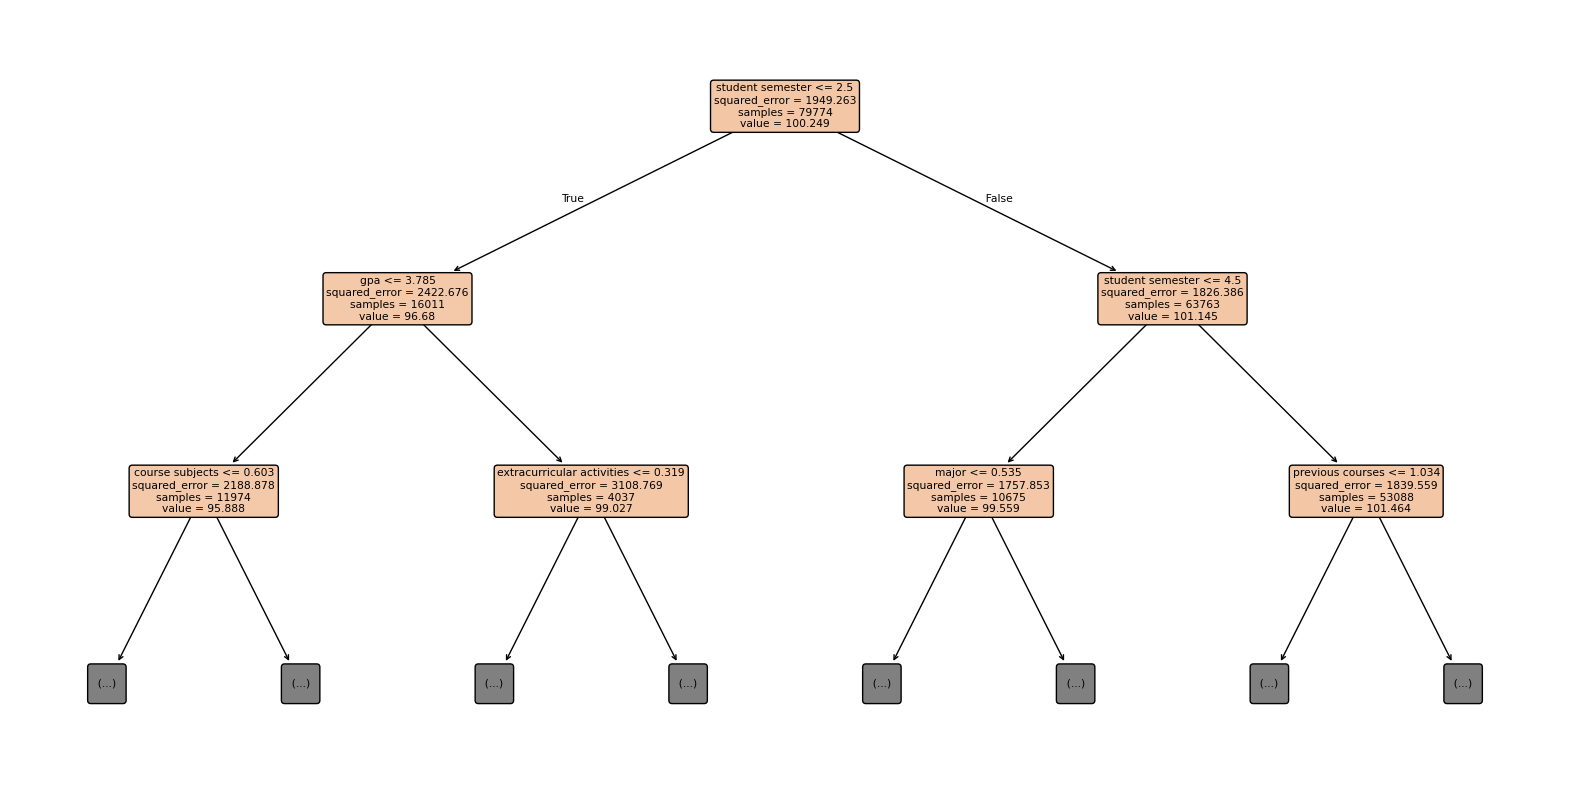 student semester <= 2.5
squared_error = 1949.263
samples = 79774
value = 100.249
True
False
gpa <= 3.785
squared_error = 2422.676
samples = 16011
value = 96.68
student semester <= 4.5
squared_error = 1826.386
samples = 63763
value = 101.145
course subjects <= 0.603
squared_error = 2188.878
samples = 11974
value = 95.888
extracurricular activities <= 0.319
squared_error = 3108.769
samples = 4037
value = 99.027
major <= 0.535
squared_error = 1757.853
samples = 10675
value = 99.559
previous courses <= 1.034
squared_error = 1839.559
samples = 53088
value = 101.464
(...)
(...)
(...)
(...)
(...)
(...)
(...)
(...)